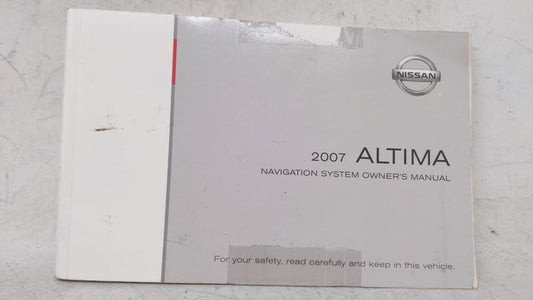 NISSAN
2007 ALTIMA
NAVIGATION SYSTEM OWNER'S MANUAL
For your safety, read carefully and keep in this vehicle.